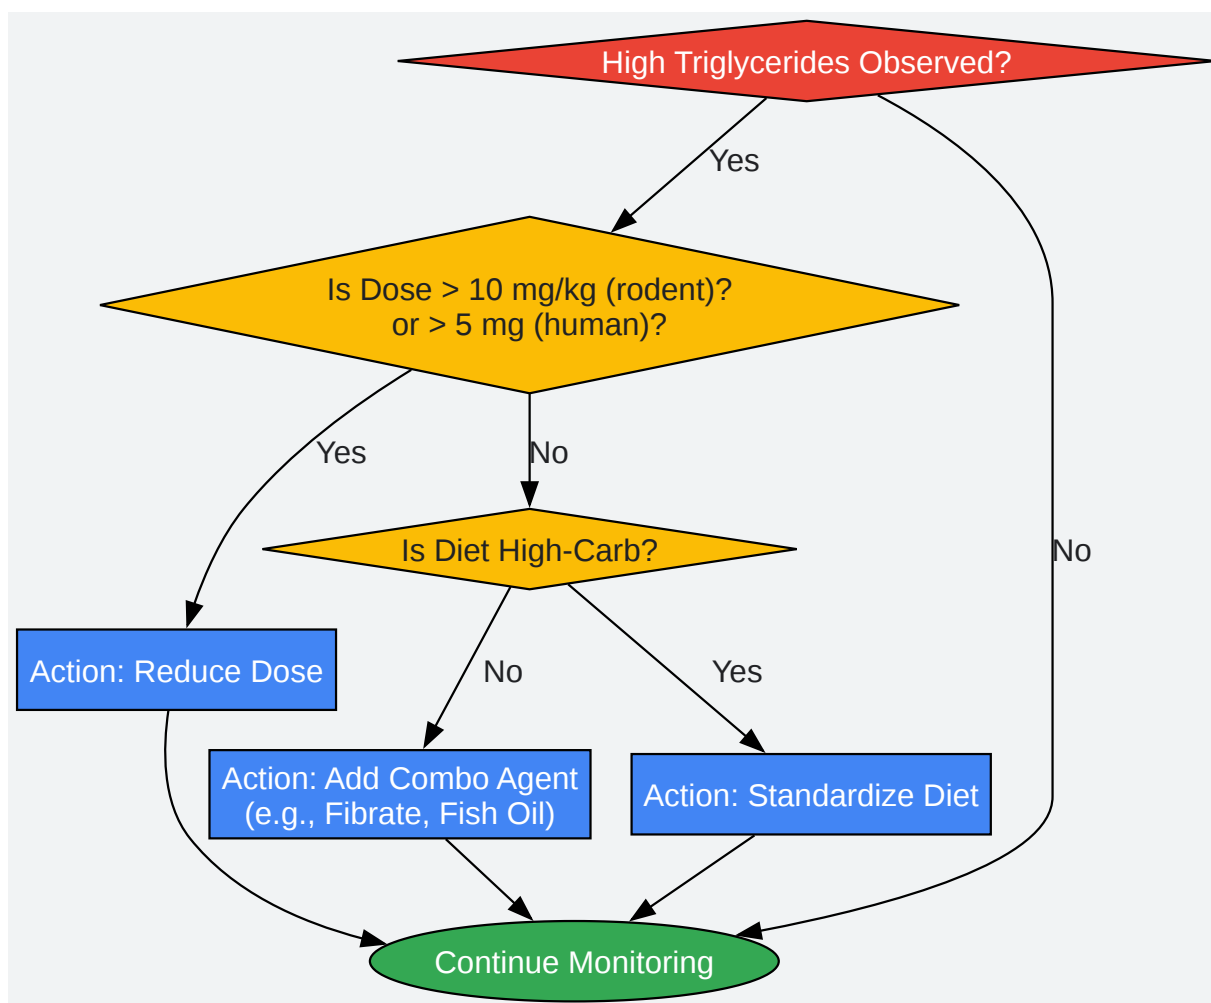 High Triglycerides Observed?
Yes
Is Dose > 10 mg/kg (rodent)?
or > 5 mg (human)?
Yes
No
Is Diet High-Carb?
No
Action: Reduce Dose
No
Yes
Action: Add Combo Agent
(e.g., Fibrate, Fish Oil)
Action: Standardize Diet
Continue Monitoring